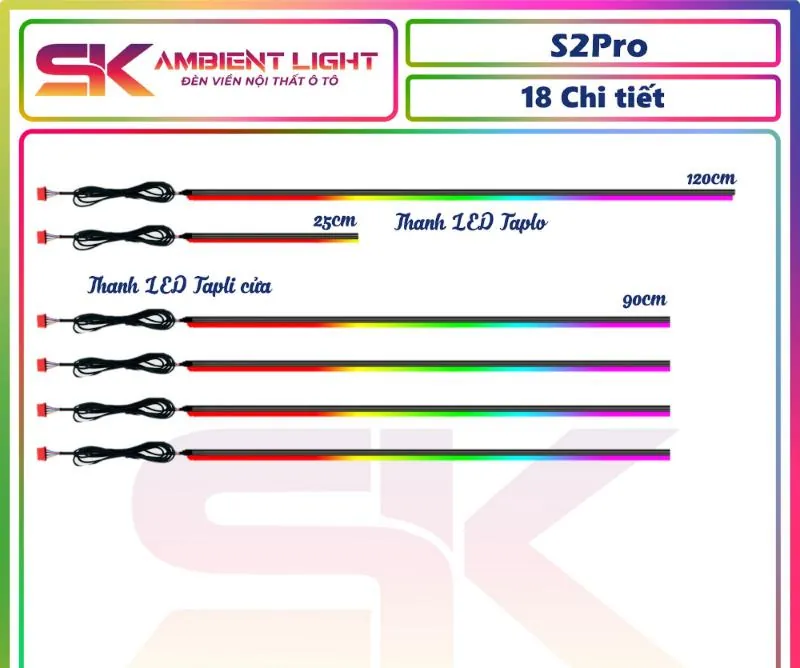 SK AMBIENT LIGHT
ĐÈN VIỀN NỘI THẤT Ô TÔ
S2Pro
18 Chi tiết
120cm
25cm
Thanh LED Taplo
Thanh LED Tapli cửa
90cm
SK